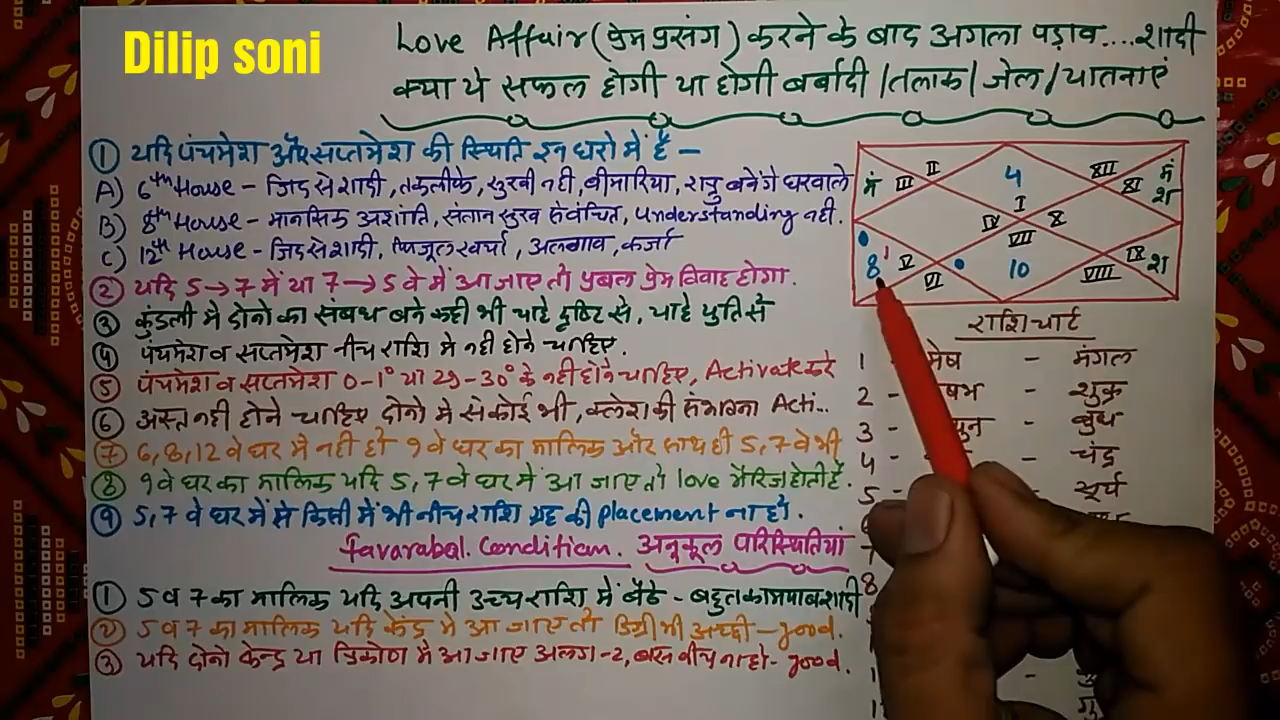 Dilip soni
Love Affair (प्रेम प्रसंग) करने के बाद अगला पड़ाव....शादी
क्या ये सफल होगी या होगी बर्बादी /तलाक/ जेल/यातनाएं
① यदि पंचमेश और सप्तमेश की स्थिति इन घरो में है -
A) 6th House - जिद से शादी, तकलीफे, सुखी नही, बीमारिया, शत्रु बनेंगे घरवाले
B) 8th House - मानसिक अशांति, संतान सुख से वंचित, understanding नही.
C) 12th House - जिद से शादी, फिजूल खर्चा, अलगाव, कर्जा
② यदि 5→7 में या 7→5 वे में आ जाए तो प्रबल प्रेम विवाह होगा.
③ कुंडली में दोनो का संबंध बने कही भी चाहे दृष्टि से, चाहे युति से
④ पंचमेश व सप्तमेश नीच राशि मे नही होने चाहिए.
⑤ पंचमेश व सप्तमेश 0-1° या 29-30° के नही होने चाहिए, Activate करे
⑥ अस्त नही होने चाहिए दोनो मे से कोई भी, क्लेश की संभावना Acti...
⑦ 6,8,12 वे घर मे नही हो 9 वे घर का मालिक और साथ ही 5,7 वे भी
⑧ 9 वे घर का मालिक यदि 5,7 वे घर में आ जाए तो love मैरिज होती है.
⑨ 5,7 वे घर में से किसी में भी नीच राशि ग्रह की placement ना हो.
favarabal. Condition. अनुकूल परिस्थितियां
① 5 व 7 का मालिक यदि अपनी उच्च राशि में बैठे - बहुत कामयाब शादी
② 5 व 7 का मालिक यदि केंद्र मे आ जाए तो डिग्री भी अच्छी - good.
③ यदि दोनो केन्द्र या त्रिकोण मे आ जाए अलग-2, बस नीच ना हो - good.
II 4 XII
मं III I XI मं
श
IV X
VII
8 V VI 10 VIII IX श
राशि चार्ट
1 - मेष - मंगल
2 - षभ - शुक्र
3 - थुन - बुध
4 - - चंद्र
5 - सूर्य
7
8